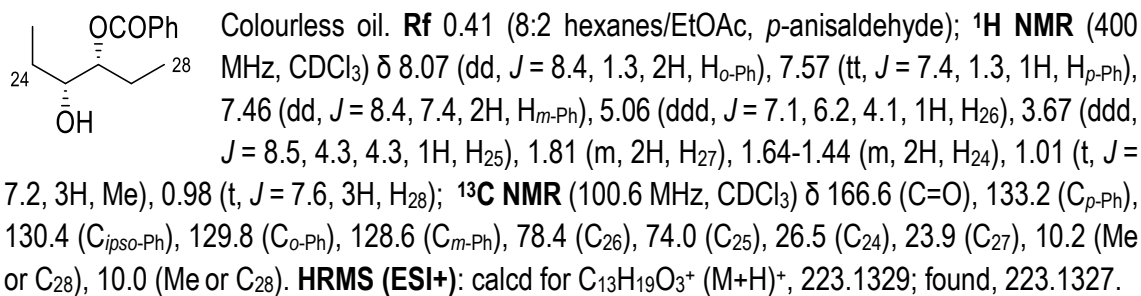 OCOPh
24
28
OH
Colourless oil. Rf 0.41 (8:2 hexanes/EtOAc, p-anisaldehyde); ¹H NMR (400
MHz, CDCl₃) δ 8.07 (dd, J = 8.4, 1.3, 2H, Hₒ-Ph), 7.57 (tt, J = 7.4, 1.3, 1H, Hₚ-Ph),
7.46 (dd, J = 8.4, 7.4, 2H, Hₘ-Ph), 5.06 (ddd, J = 7.1, 6.2, 4.1, 1H, H₂₆), 3.67 (ddd,
J = 8.5, 4.3, 4.3, 1H, H₂₅), 1.81 (m, 2H, H₂₇), 1.64-1.44 (m, 2H, H₂₄), 1.01 (t, J =
7.2, 3H, Me), 0.98 (t, J = 7.6, 3H, H₂₈); ¹³C NMR (100.6 MHz, CDCl₃) δ 166.6 (C=O), 133.2 (Cₚ-Ph),
130.4 (Cipso-Ph), 129.8 (Cₒ-Ph), 128.6 (Cₘ-Ph), 78.4 (C₂₆), 74.0 (C₂₅), 26.5 (C₂₄), 23.9 (C₂₇), 10.2 (Me
or C₂₈), 10.0 (Me or C₂₈). HRMS (ESI+): calcd for C₁₃H₁₉O₃⁺ (M+H)⁺, 223.1329; found, 223.1327.